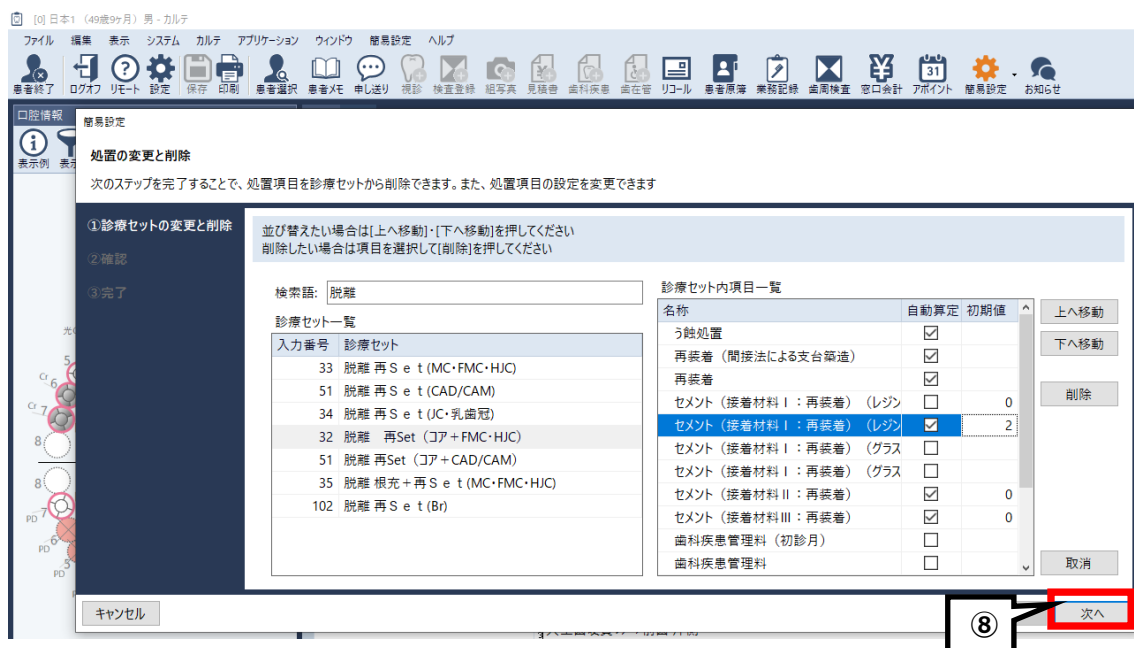 [0] 日本1 （49歳9ケ月）男 - カルテ
ファイル 編集 表示 システム カルテ アプリケーション ウィンドウ 簡易設定 ヘルプ
患者終了 ログオフ リモート 設定 保存 印刷 患者選択 患者メモ 申し送り 視診 検査登録 組写真 見積書 歯科疾患 歯在管 リコール 患者原簿 業務記録 歯周検査 窓口会計 アポイント 簡易設定 お知らせ
口腔情報
表示例
簡易設定
処置の変更と削除
次のステップを完了することで、処置項目を診療セットから削除できます。また、処置項目の設定を変更できます
①診療セットの変更と削除
②確認
③完了
並び替えたい場合は[上へ移動]・[下へ移動]を押してください
削除したい場合は項目を選択して[削除]を押してください
検索語: 脱離
診療セット一覧
入力番号 診療セット
33 脱離 再Ｓｅｔ(MC・FMC・HJC)
51 脱離 再Ｓｅｔ(CAD/CAM)
34 脱離 再Ｓｅｔ(JC・乳歯冠)
32 脱離　再Set（コア＋FMC・HJC)
51 脱離 再Set（コア＋CAD/CAM)
35 脱離 根充＋再Ｓｅｔ(MC・FMC・HJC)
102 脱離 再Ｓｅｔ(Br)
診療セット内項目一覧
名称 自動算定 初期値
う蝕処置
再装着（間接法による支台築造）
再装着
セメント（接着材料Ⅰ：再装着）（レジン 0
セメント（接着材料Ⅰ：再装着）（レジン 2
セメント（接着材料Ⅰ：再装着）（グラス
セメント（接着材料Ⅰ：再装着）（グラス
セメント（接着材料Ⅱ：再装着） 0
セメント（接着材料Ⅲ：再装着） 0
歯科疾患管理料（初診月）
歯科疾患管理料
上へ移動
下へ移動
削除
取消
5
Cr 6
Cr 7
8
8
PD 7
PD 6
PD 5
キャンセル
⑧
次へ